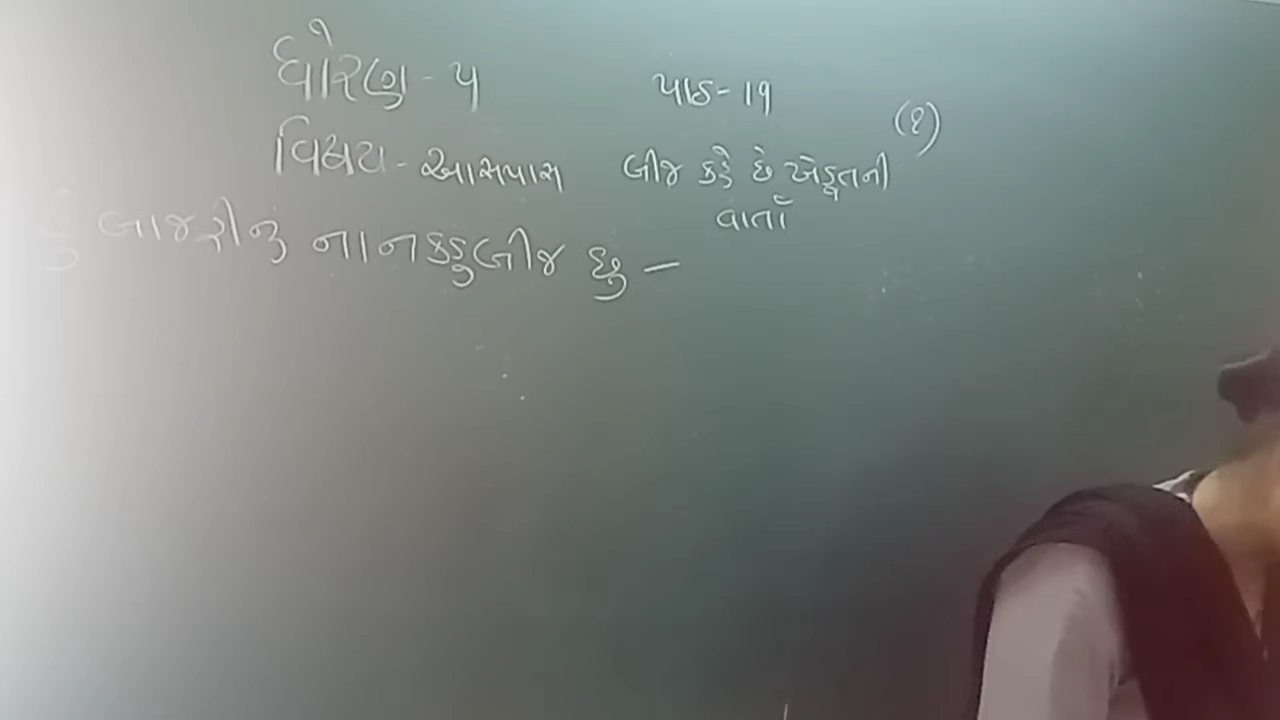 ધોરણ - ૫
પાઠ - ૧૧
(૧)
વિષય - આસપાસ
બીજ કહે છે ખેડૂતની
વાર્તા
હું બાજરીનું નાનકડુ બીજ છુ -